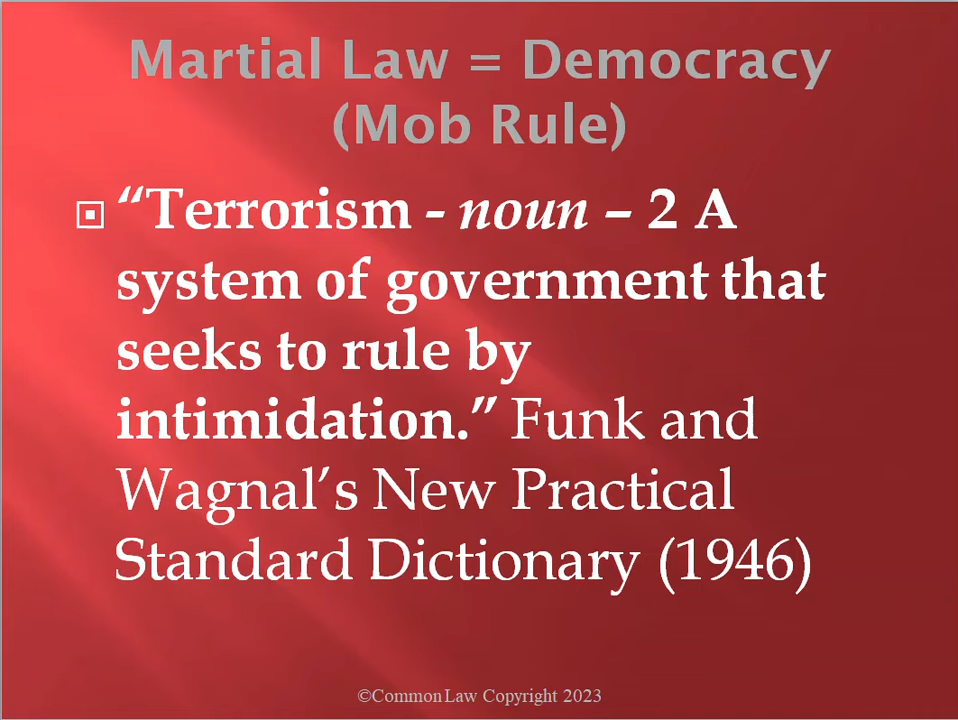 Martial Law = Democracy
(Mob Rule)
“Terrorism - noun – 2 A
system of government that
seeks to rule by
intimidation.” Funk and
Wagnal’s New Practical
Standard Dictionary (1946)
©CommonLaw Copyright 2023